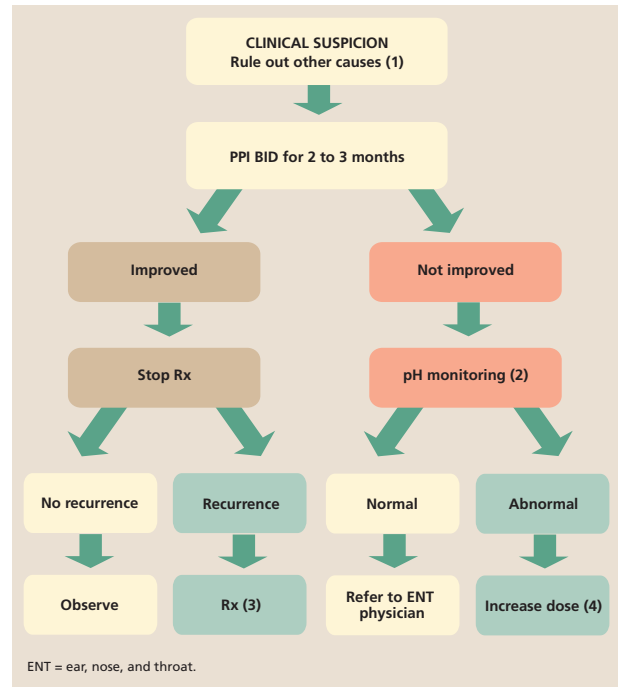 CLINICAL SUSPICION
Rule out other causes (1)
PPI BID for 2 to 3 months
Improved
Not improved
Stop Rx
pH monitoring (2)
No recurrence
Recurrence
Normal
Abnormal
Observe
Rx (3)
Refer to ENT
physician
Increase dose (4)
ENT = ear, nose, and throat.